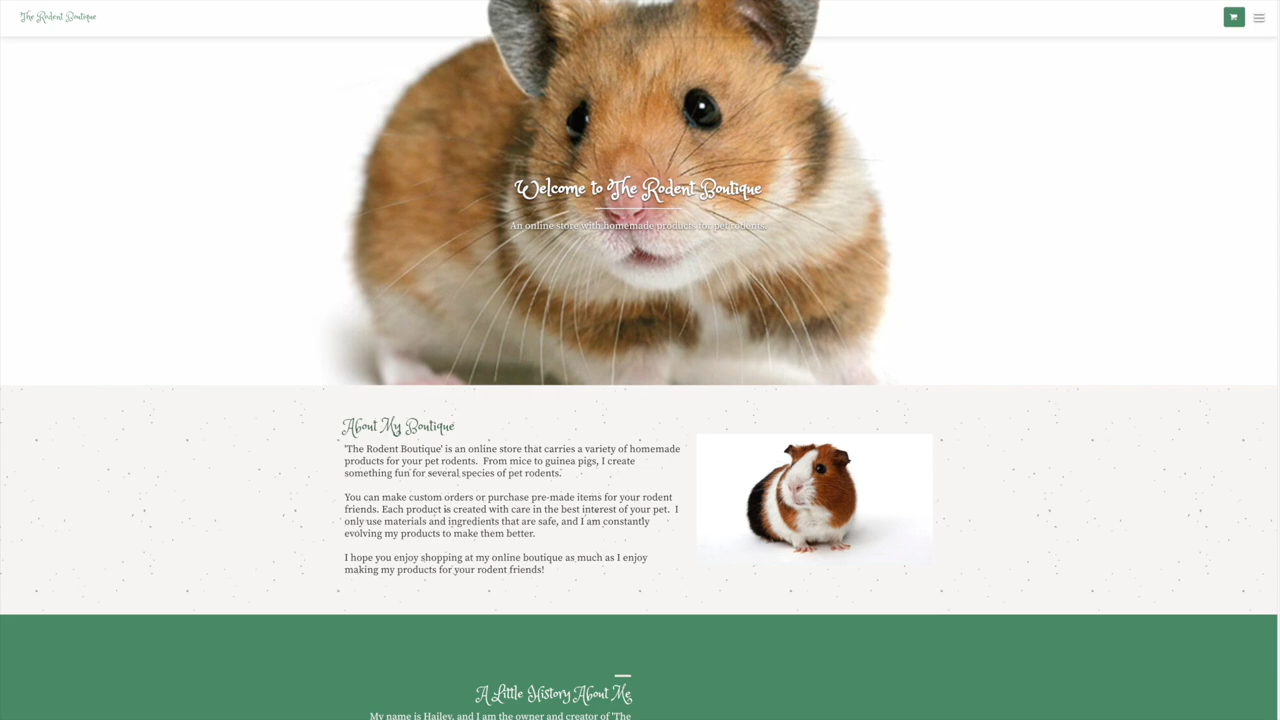 The Rodent Boutique
Welcome to The Rodent Boutique
An online store with homemade products for pet rodents.
About My Boutique
'The Rodent Boutique' is an online store that carries a variety of homemade
products for your pet rodents.  From mice to guinea pigs, I create
something fun for several species of pet rodents.
You can make custom orders or purchase pre-made items for your rodent
friends. Each product is created with care in the best interest of your pet.  I
only use materials and ingredients that are safe, and I am constantly
evolving my products to make them better.
I hope you enjoy shopping at my online boutique as much as I enjoy
making my products for your rodent friends!
A Little History About Me
My name is Hailey, and I am the owner and creator of 'The